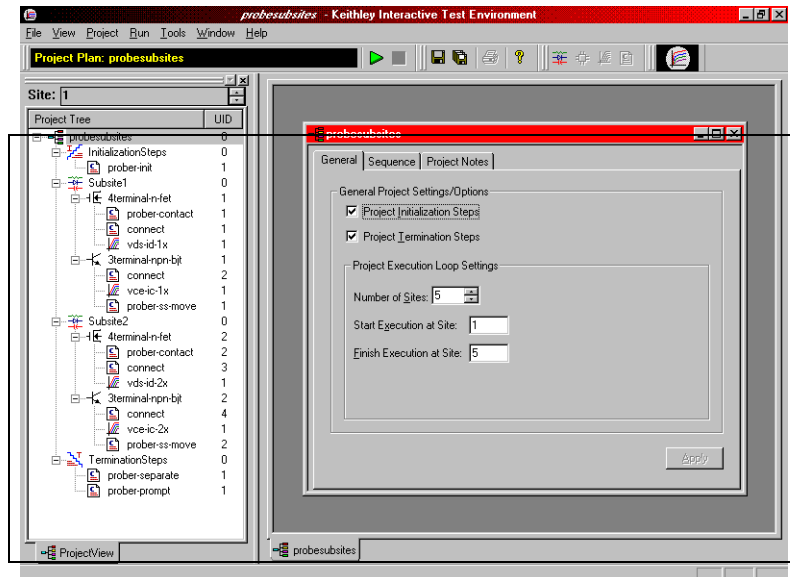 probesubsites - Keithley Interactive Test Environment
File View Project Run Tools Window Help
Project Plan: probesubsites
Site: 1
Project Tree UID
probesubsites 0
InitializationSteps 0
prober-init 1
Subsite1 0
4terminal-n-fet 1
prober-contact 1
connect 1
vds-id-1x 1
3terminal-npn-bjt 1
connect 2
vce-ic-1x 1
prober-ss-move 1
Subsite2 0
4terminal-n-fet 2
prober-contact 2
connect 3
vds-id-2x 1
3terminal-npn-bjt 2
connect 4
vce-ic-2x 1
prober-ss-move 2
TerminationSteps 0
prober-separate 1
prober-prompt 1
ProjectView
probesubsites
General Sequence Project Notes
General Project Settings/Options
Project Initialization Steps
Project Termination Steps
Project Execution Loop Settings
Number of Sites: 5
Start Execution at Site: 1
Finish Execution at Site: 5
Apply
probesubsites